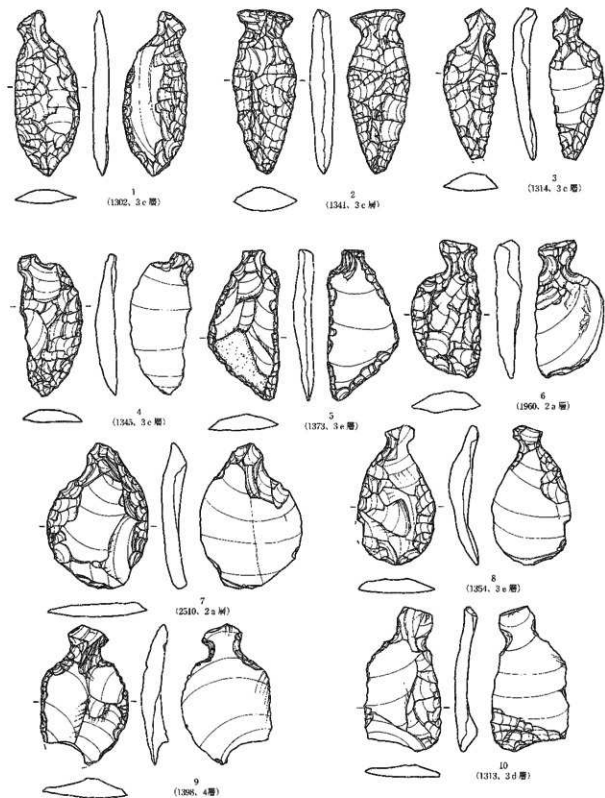 1
(1302、3c層)
2
(1341、3c層)
3
(1314、3c層)
4
(1345、3c層)
5
(1373、3e層)
6
(1960、2a層)
7
(2510、2a層)
8
(1354、3e層)
9
(1398、4層)
10
(1313、3d層)